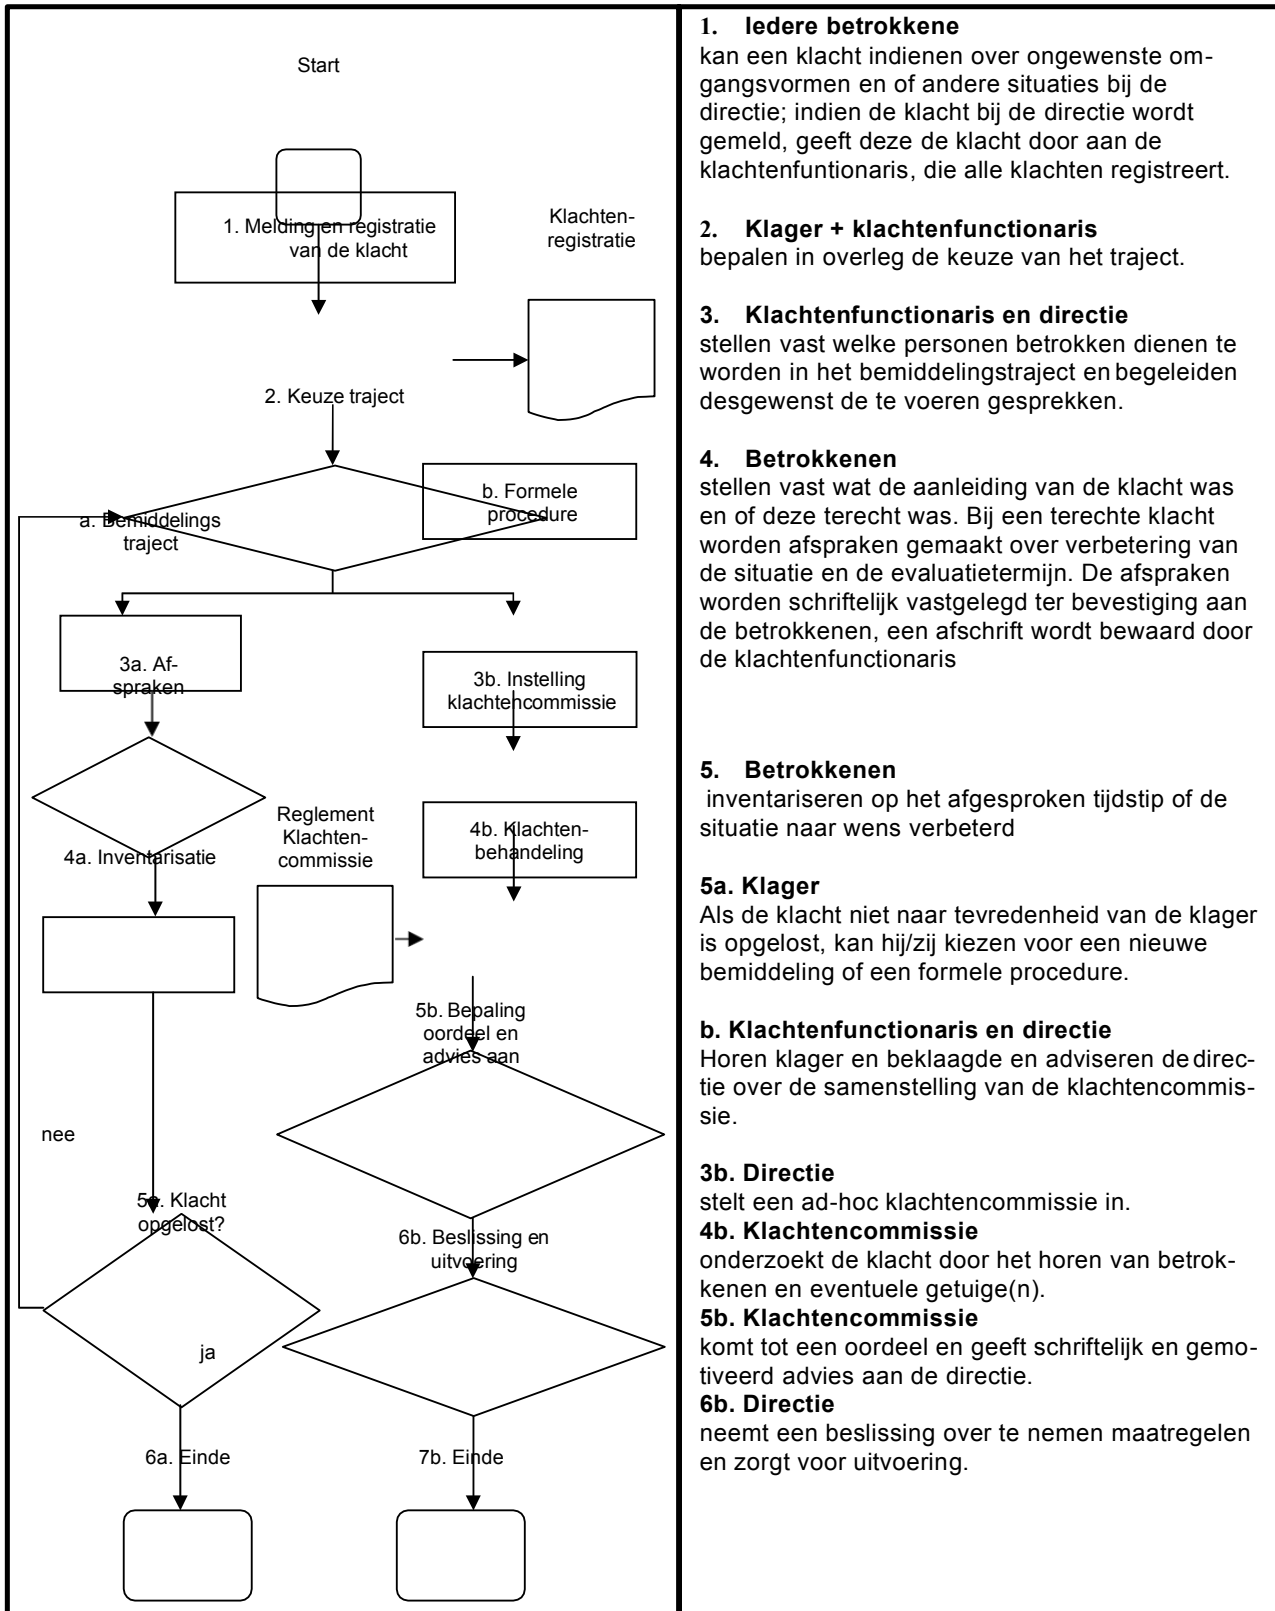 Start
1. Melding en registratie
van de klacht
Klachten-
registratie
2. Keuze traject
a. Bemiddelings
traject
b. Formele
procedure
3a. Af-
spraken
3b. Instelling
klachtencommissie
4a. Inventarisatie
Reglement
Klachten-
commissie
4b. Klachten-
behandeling
5b. Bepaling
oordeel en
advies aan
nee
5a. Klacht
opgelost?
6b. Beslissing en
uitvoering
ja
6a. Einde
7b. Einde
1. Iedere betrokkene
kan een klacht indienen over ongewenste om-
gangsvormen en of andere situaties bij de
directie; indien de klacht bij de directie wordt
gemeld, geeft deze de klacht door aan de
klachtenfuntionaris, die alle klachten registreert.
2. Klager + klachtenfunctionaris
bepalen in overleg de keuze van het traject.
3. Klachtenfunctionaris en directie
stellen vast welke personen betrokken dienen te
worden in het bemiddelingstraject en begeleiden
desgewenst de te voeren gesprekken.
4. Betrokkenen
stellen vast wat de aanleiding van de klacht was
en of deze terecht was. Bij een terechte klacht
worden afspraken gemaakt over verbetering van
de situatie en de evaluatietermijn. De afspraken
worden schriftelijk vastgelegd ter bevestiging aan
de betrokkenen, een afschrift wordt bewaard door
de klachtenfunctionaris
5. Betrokkenen
inventariseren op het afgesproken tijdstip of de
situatie naar wens verbeterd
5a. Klager
Als de klacht niet naar tevredenheid van de klager
is opgelost, kan hij/zij kiezen voor een nieuwe
bemiddeling of een formele procedure.
b. Klachtenfunctionaris en directie
Horen klager en beklaagde en adviseren de direc-
tie over de samenstelling van de klachtencommis-
sie.
3b. Directie
stelt een ad-hoc klachtencommissie in.
4b. Klachtencommissie
onderzoekt de klacht door het horen van betrok-
kenen en eventuele getuige(n).
5b. Klachtencommissie
komt tot een oordeel en geeft schriftelijk en gemo-
tiveerd advies aan de directie.
6b. Directie
neemt een beslissing over te nemen maatregelen
en zorgt voor uitvoering.